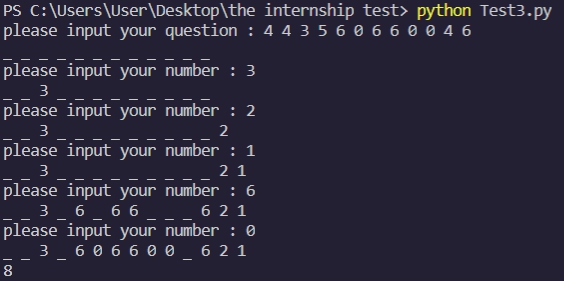 PS C:\Users\User\Desktop\the internship test> python Test3.py
please input your question : 4 4 3 5 6 0 6 6 0 0 4 6
_ _ _ _ _ _ _ _ _ _ _ _
please input your number : 3
_ _ 3 _ _ _ _ _ _ _ _ _
please input your number : 2
_ _ 3 _ _ _ _ _ _ _ _ _ 2
please input your number : 1
_ _ 3 _ _ _ _ _ _ _ _ _ 2 1
please input your number : 6
_ _ 3 _ 6 _ 6 6 _ _ _ 6 2 1
please input your number : 0
_ _ 3 _ 6 0 6 6 0 0 _ 6 2 1
8